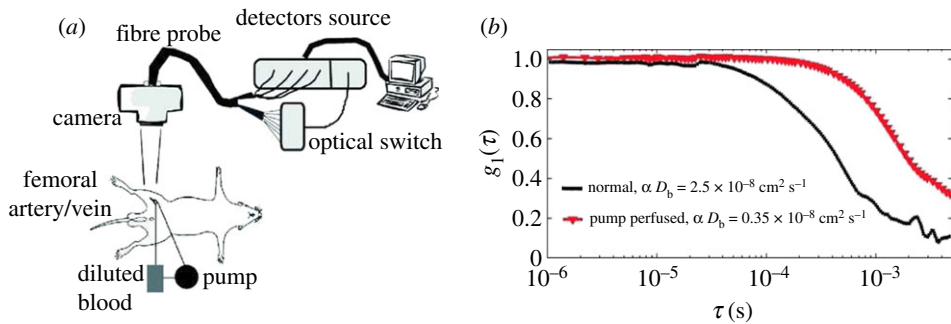 (a)
detectors source
fibre probe
camera
optical switch
femoral
artery/vein
diluted
blood
pump
(b)
g₁(τ)
1.0
0.8
0.6
0.4
0.2
0
normal, α D_b = 2.5 × 10⁻⁸ cm² s⁻¹
pump perfused, α D_b = 0.35 × 10⁻⁸ cm² s⁻¹
10⁻⁶
10⁻⁵
10⁻⁴
10⁻³
τ (s)